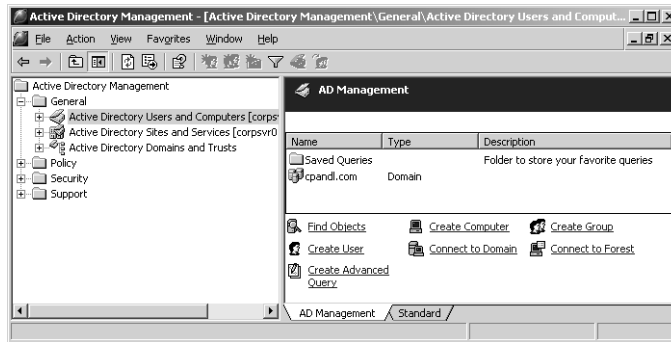 Active Directory Management - [Active Directory Management\General\Active Directory Users and Comput...
File Action View Favorites Window Help
Active Directory Management
General
Active Directory Users and Computers [corpsv
Active Directory Sites and Services [corpsvr0
Active Directory Domains and Trusts
Policy
Security
Support
AD Management
Name Type Description
Saved Queries Folder to store your favorite queries
cpandl.com Domain
Find Objects Create Computer Create Group
Create User Connect to Domain Connect to Forest
Create Advanced
Query
AD Management Standard